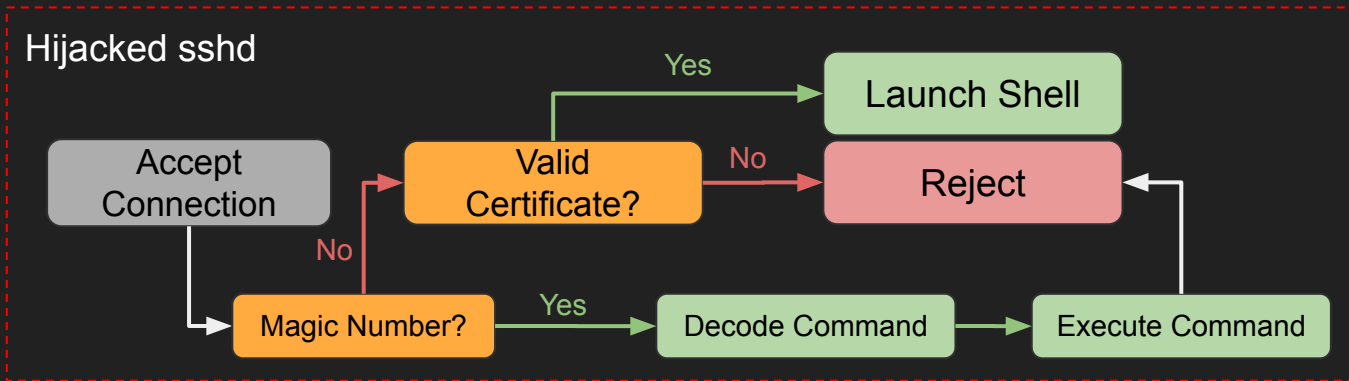 Hijacked sshd
Yes
Launch Shell
Accept
Connection
Valid
Certificate?
No
Reject
No
Magic Number?
Yes
Decode Command
Execute Command